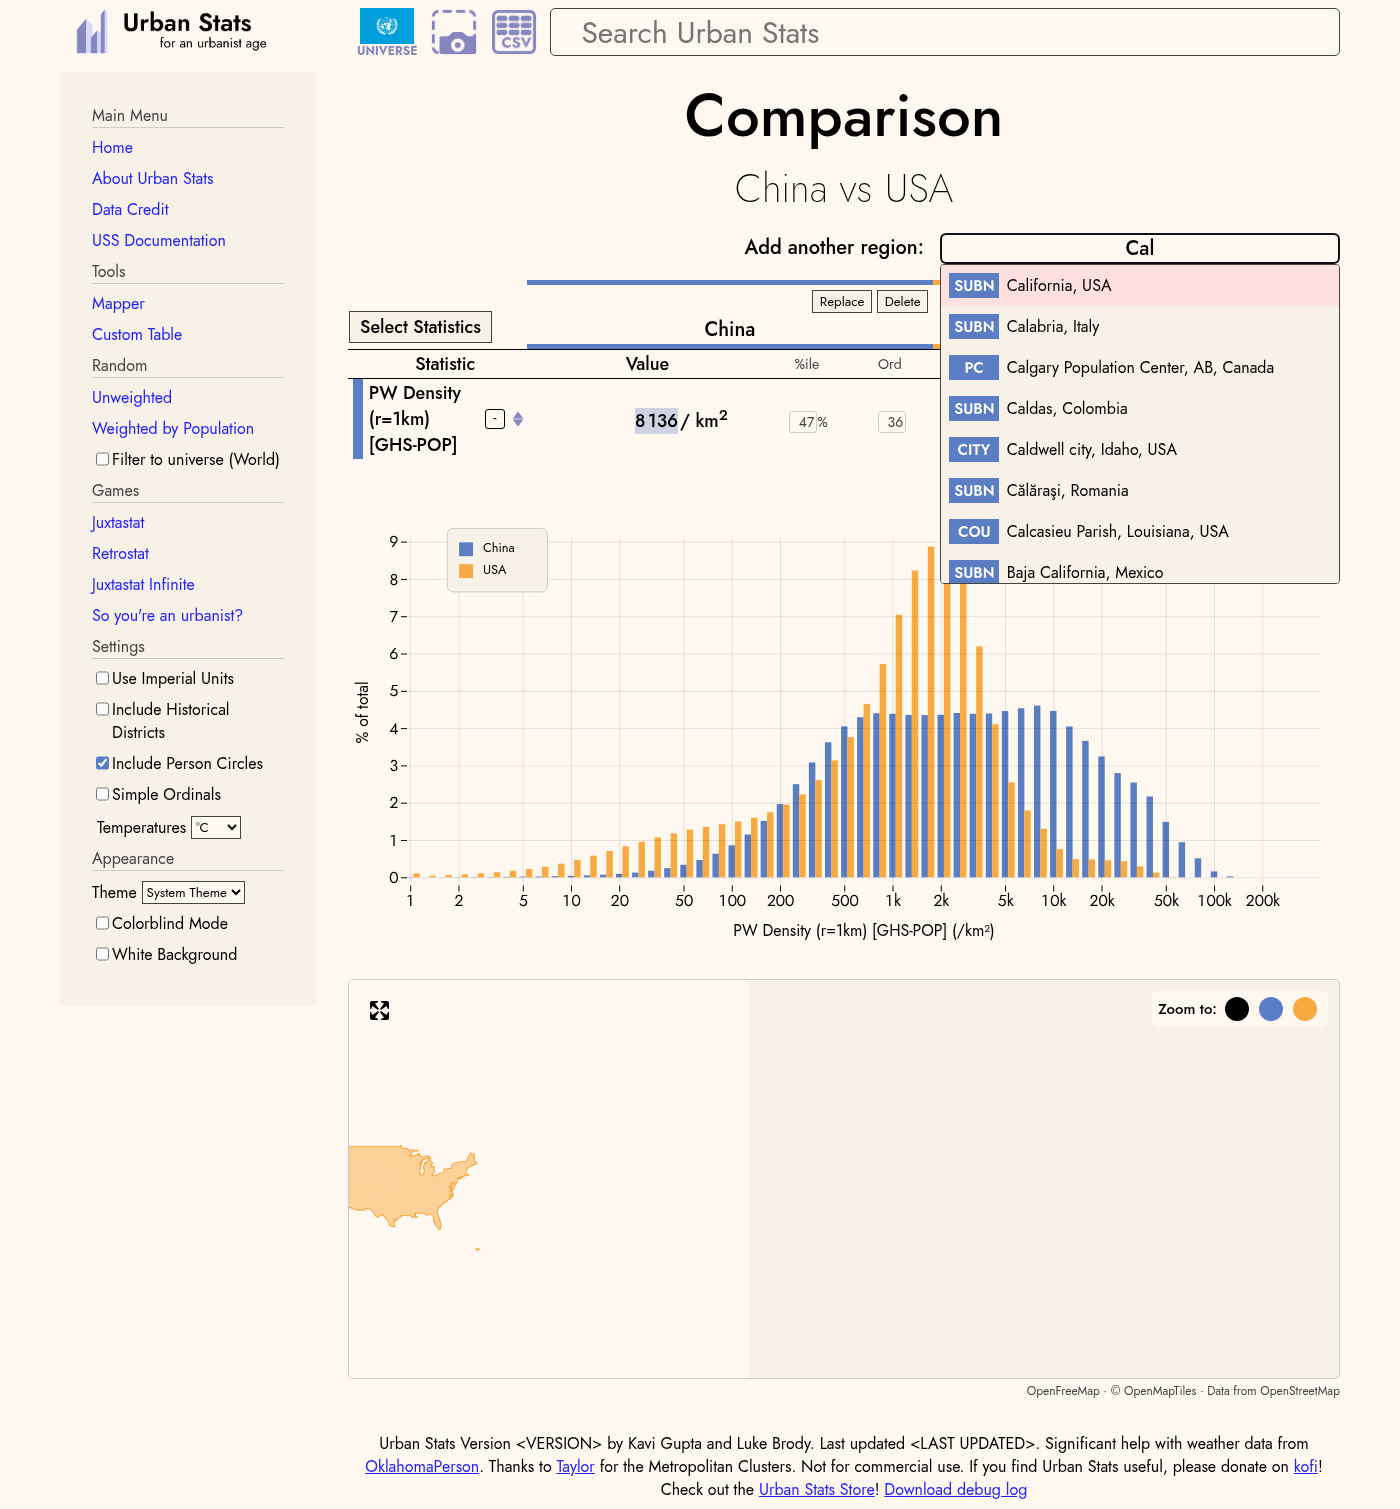 Urban Stats
for an urbanist age
UNIVERSE
CSV
Search Urban Stats
Main Menu
Home
About Urban Stats
Data Credit
USS Documentation
Tools
Mapper
Custom Table
Random
Unweighted
Weighted by Population
Filter to universe (World)
Games
Juxtastat
Retrostat
Juxtastat Infinite
So you're an urbanist?
Settings
Use Imperial Units
Include Historical
Districts
Include Person Circles
Simple Ordinals
Temperatures °C
Appearance
Theme System Theme
Colorblind Mode
White Background
Comparison
China vs USA
Add another region: Cal
SUBN California, USA
SUBN Calabria, Italy
PC Calgary Population Center, AB, Canada
SUBN Caldas, Colombia
CITY Caldwell city, Idaho, USA
SUBN Călărași, Romania
COU Calcasieu Parish, Louisiana, USA
SUBN Baja California, Mexico
Replace Delete
Select Statistics China
Statistic Value %ile Ord
PW Density
(r=1km)
[GHS-POP]
- 8 136 / km² 47 % 36
China
USA
9
8
7
6
5
4
3
2
1
0
% of total
1 2 5 10 20 50 100 200 500 1k 2k 5k 10k 20k 50k 100k 200k
PW Density (r=1km) [GHS-POP] (/km²)
Zoom to:
OpenFreeMap · © OpenMapTiles · Data from OpenStreetMap
Urban Stats Version <VERSION> by Kavi Gupta and Luke Brody. Last updated <LAST UPDATED>. Significant help with weather data from
OklahomaPerson. Thanks to Taylor for the Metropolitan Clusters. Not for commercial use. If you find Urban Stats useful, please donate on kofi!
Check out the Urban Stats Store! Download debug log